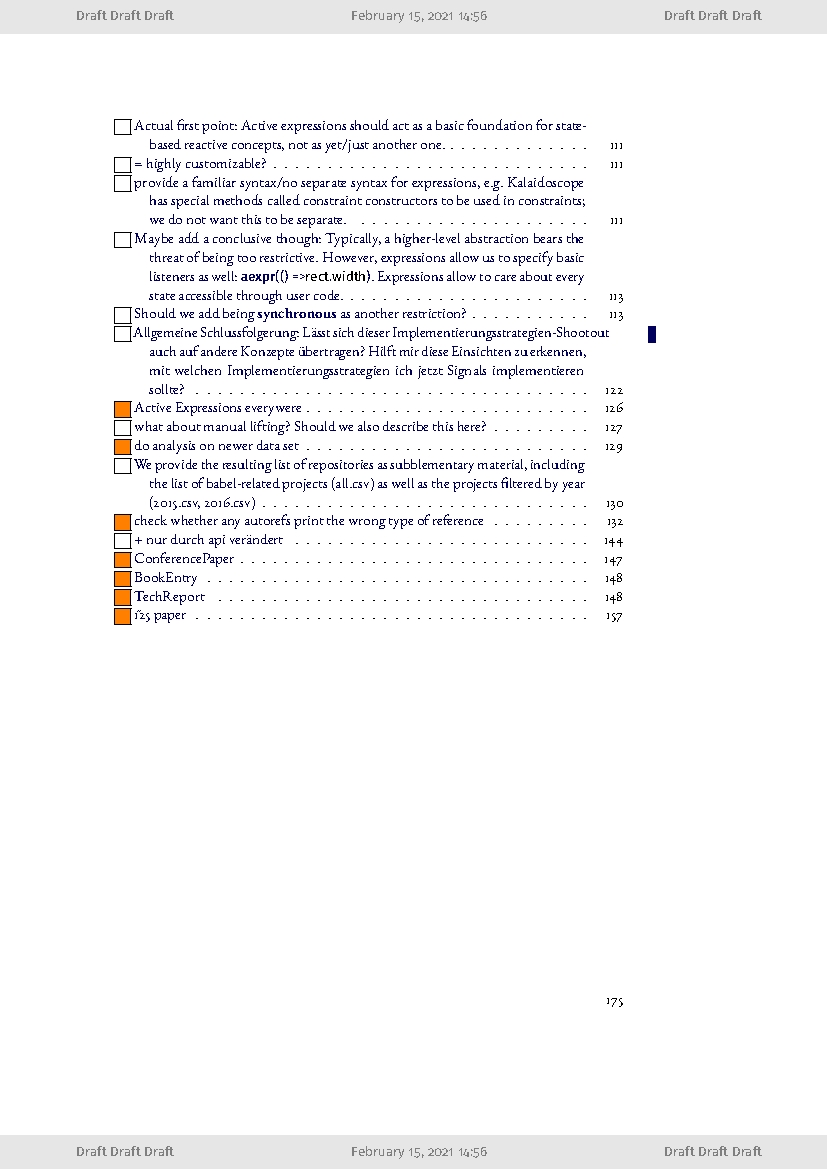 Draft Draft Draft February 15, 2021 14:56 Draft Draft Draft
Actual first point: Active expressions should act as a basic foundation for state-
based reactive concepts, not as yet/just another one. . . . . . . . . . . . . . 111
= highly customizable? . . . . . . . . . . . . . . . . . . . . . . . . . . . . . 111
provide a familiar syntax/no separate syntax for expressions, e.g. Kalaidoscope
has special methods called constraint constructors to be used in constraints;
we do not want this to be separate. . . . . . . . . . . . . . . . . . . . . . 111
Maybe add a conclusive though: Typically, a higher-level abstraction bears the
threat of being too restrictive. However, expressions allow us to specify basic
listeners as well: aexpr(() =>rect.width). Expressions allow to care about every
state accessible through user code. . . . . . . . . . . . . . . . . . . . . . . 113
Should we add being synchronous as another restriction? . . . . . . . . . . . 113
Allgemeine Schlussfolgerung: Lässt sich dieser Implementierungsstrategien-Shootout
auch auf andere Konzepte übertragen? Hilft mir diese Einsichten zu erkennen,
mit welchen Implementierungsstrategien ich jetzt Signals implementieren
sollte? . . . . . . . . . . . . . . . . . . . . . . . . . . . . . . . . . . . . 122
Active Expressions everywere . . . . . . . . . . . . . . . . . . . . . . . . . . 126
what about manual lifting? Should we also describe this here? . . . . . . . . . 127
do analysis on newer data set . . . . . . . . . . . . . . . . . . . . . . . . . . 129
We provide the resulting list of repositories as subblementary material, including
the list of babel-related projects (all.csv) as well as the projects filtered by year
(2015.csv, 2016.csv) . . . . . . . . . . . . . . . . . . . . . . . . . . . . . . 130
check whether any autorefs print the wrong type of reference . . . . . . . . . 132
+ nur durch api verändert . . . . . . . . . . . . . . . . . . . . . . . . . . . 144
ConferencePaper . . . . . . . . . . . . . . . . . . . . . . . . . . . . . . . . 147
BookEntry . . . . . . . . . . . . . . . . . . . . . . . . . . . . . . . . . . . 148
TechReport . . . . . . . . . . . . . . . . . . . . . . . . . . . . . . . . . . 148
r25 paper . . . . . . . . . . . . . . . . . . . . . . . . . . . . . . . . . . . . 157
175
Draft Draft Draft February 15, 2021 14:56 Draft Draft Draft